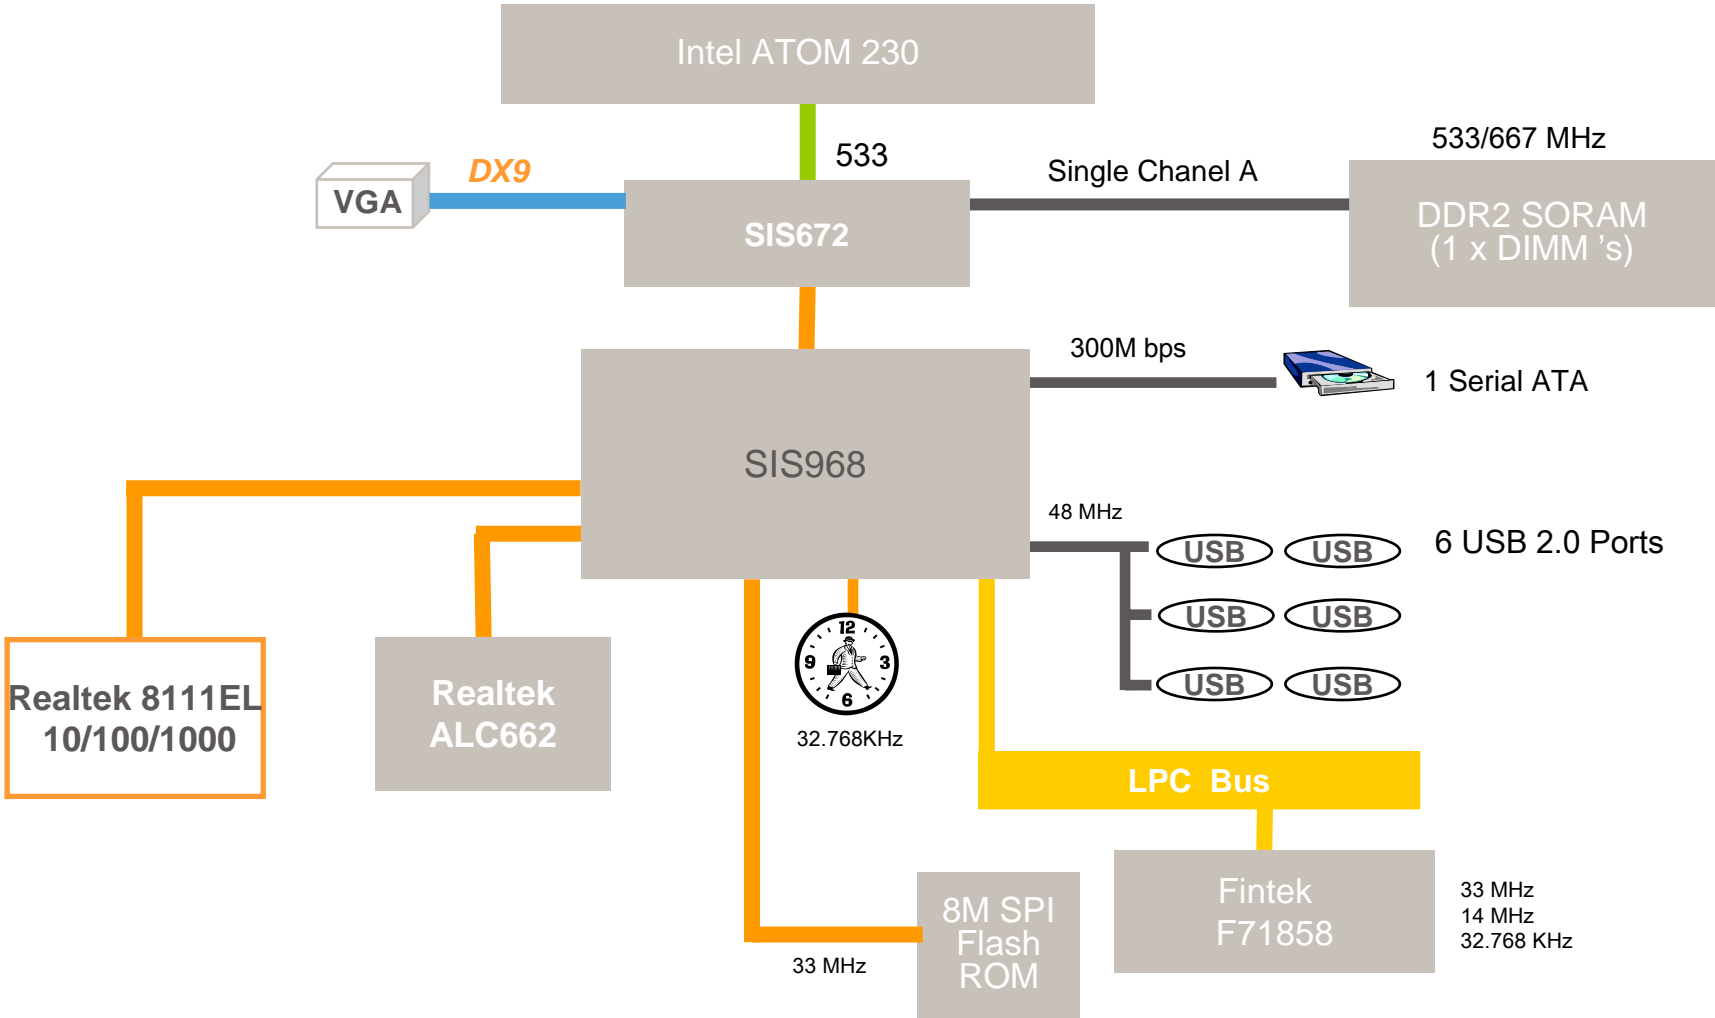 Intel ATOM 230
533
533/667 MHz
DX9
Single Chanel A
VGA
SIS672
DDR2 SORAM
(1 x DIMM 's)
300M bps
1 Serial ATA
SIS968
48 MHz
USB USB
6 USB 2.0 Ports
USB USB
USB USB
12
9 3
6
32.768KHz
Realtek 8111EL
10/100/1000
Realtek
ALC662
LPC Bus
8M SPI
Flash
ROM
33 MHz
Fintek
F71858
33 MHz
14 MHz
32.768 KHz